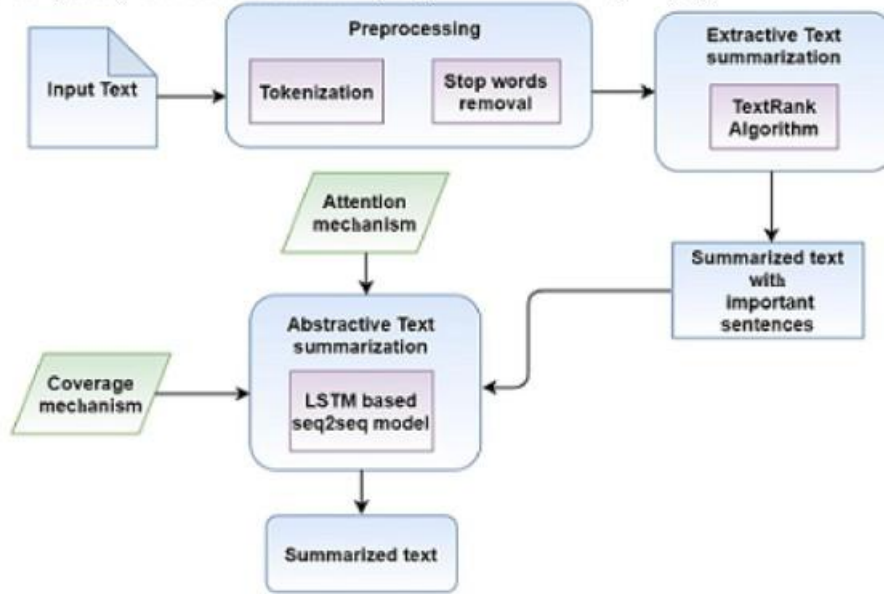 Preprocessing
Input Text
Tokenization
Stop words
removal
Extractive Text
summarization
TextRank
Algorithm
Attention
mechanism
Summarized text
with
important
sentences
Abstractive Text
summarization
Coverage
mechanism
LSTM based
seq2seq model
Summarized text